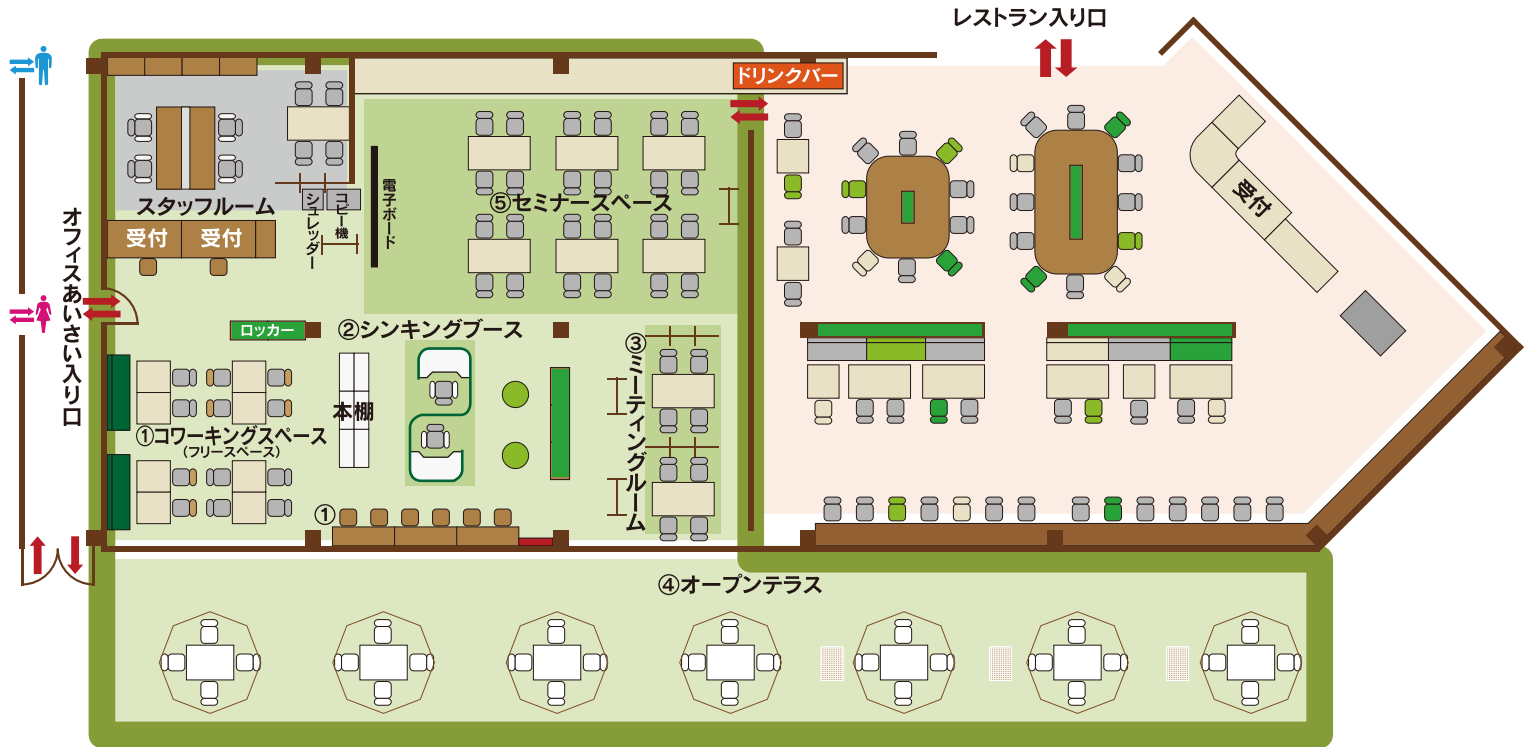 レストラン入り口
ドリンクバー
電子ボード
⑤セミナースペース
スタッフルーム
シュレッダー
コピー機
受付
受付
受付
オフィスあいさい入り口
ロッカー
②シンキングブース
③ミーティングルーム
本棚
①コワーキングスペース
(フリースペース)
①
④オープンテラス